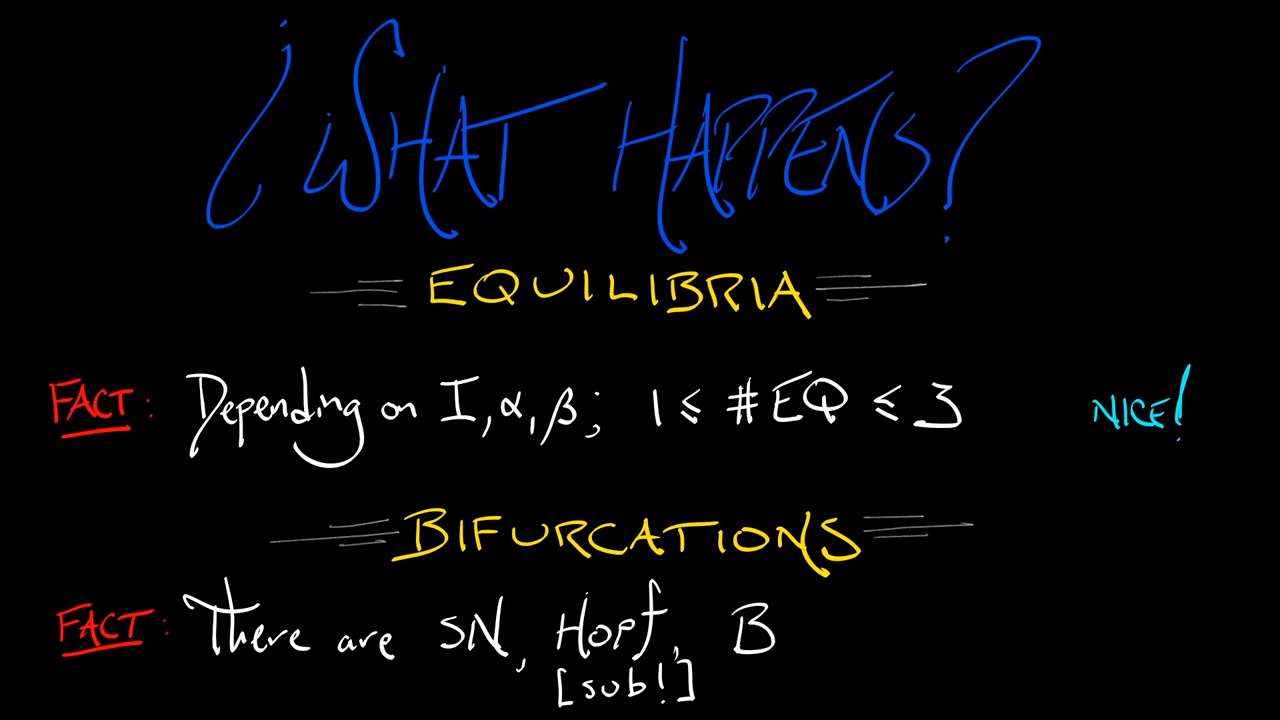 ¿WHAT HAPPENS?
EQUILIBRIA
FACT: Depending on I, α, β; 1 ≤ #EQ ≤ 3 NICE!
BIFURCATIONS
FACT: There are SN, Hopf, B
[sub!]